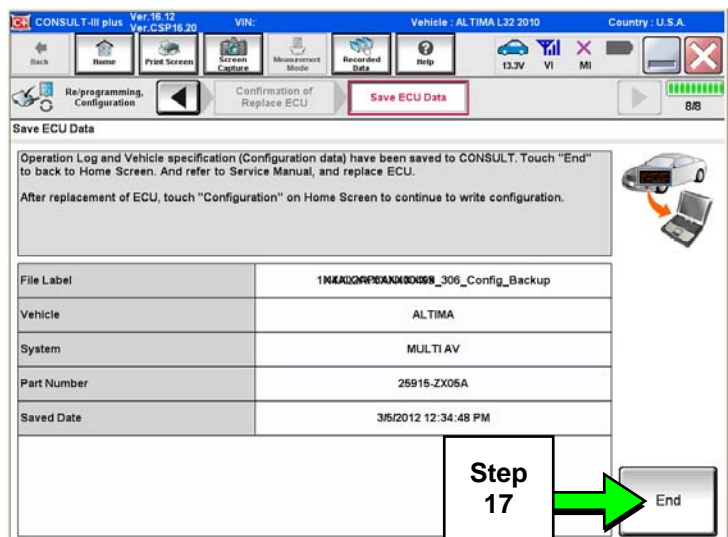 CONSULT-III plus Ver.16.12 VIN: Vehicle : ALTIMA L32 2010 Country : U.S.A.
Ver.CSP16.20
Back Home Print Screen Screen Capture Measurement Mode Recorded Data Help 13.3V VI MI
Re/programming, Configuration Confirmation of Replace ECU Save ECU Data 8/8
Save ECU Data
Operation Log and Vehicle specification (Configuration data) have been saved to CONSULT. Touch "End"
to back to Home Screen. And refer to Service Manual, and replace ECU.
After replacement of ECU, touch "Configuration" on Home Screen to continue to write configuration.
File Label _306_Config_Backup
Vehicle ALTIMA
System MULTI AV
Part Number 25915-ZX05A
Saved Date 3/5/2012 12:34:48 PM
Step
17
End